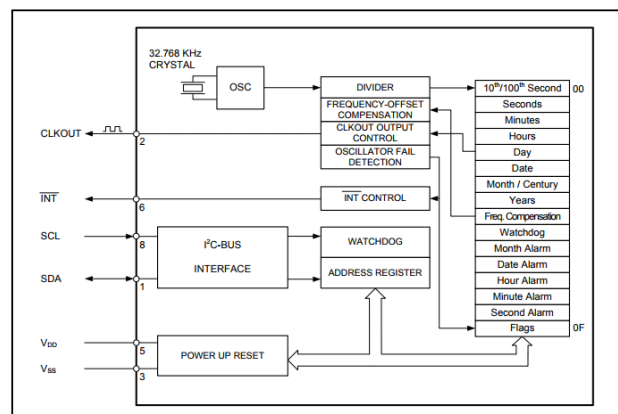 32.768 KHz
CRYSTAL
OSC
DIVIDER
FREQUENCY-OFFSET
COMPENSATION
CLKOUT OUTPUT
CONTROL
OSCILLATOR FAIL
DETECTION
10th/100th Second 00
Seconds
Minutes
Hours
Day
Date
Month / Century
Years
Freq. Compensation
Watchdog
Month Alarm
Date Alarm
Hour Alarm
Minute Alarm
Second Alarm
Flags 0F
CLKOUT
2
INT
6
INT CONTROL
SCL
8
SDA
1
I²C-BUS
INTERFACE
WATCHDOG
ADDRESS REGISTER
VDD
5
VSS
3
POWER UP RESET